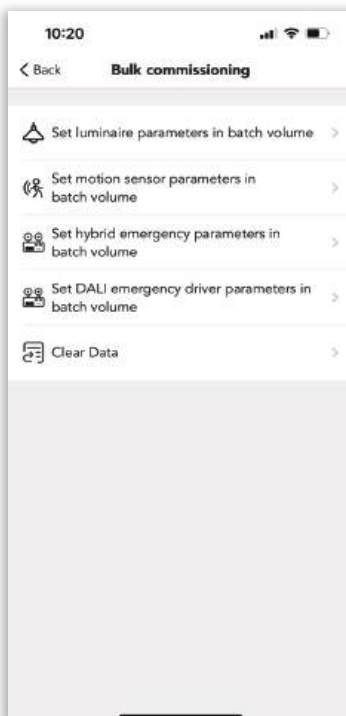 10:20
Back
Bulk commissioning
Set luminaire parameters in batch volume
Set motion sensor parameters in
batch volume
Set hybrid emergency parameters in
batch volume
Set DALI emergency driver parameters in
batch volume
Clear Data